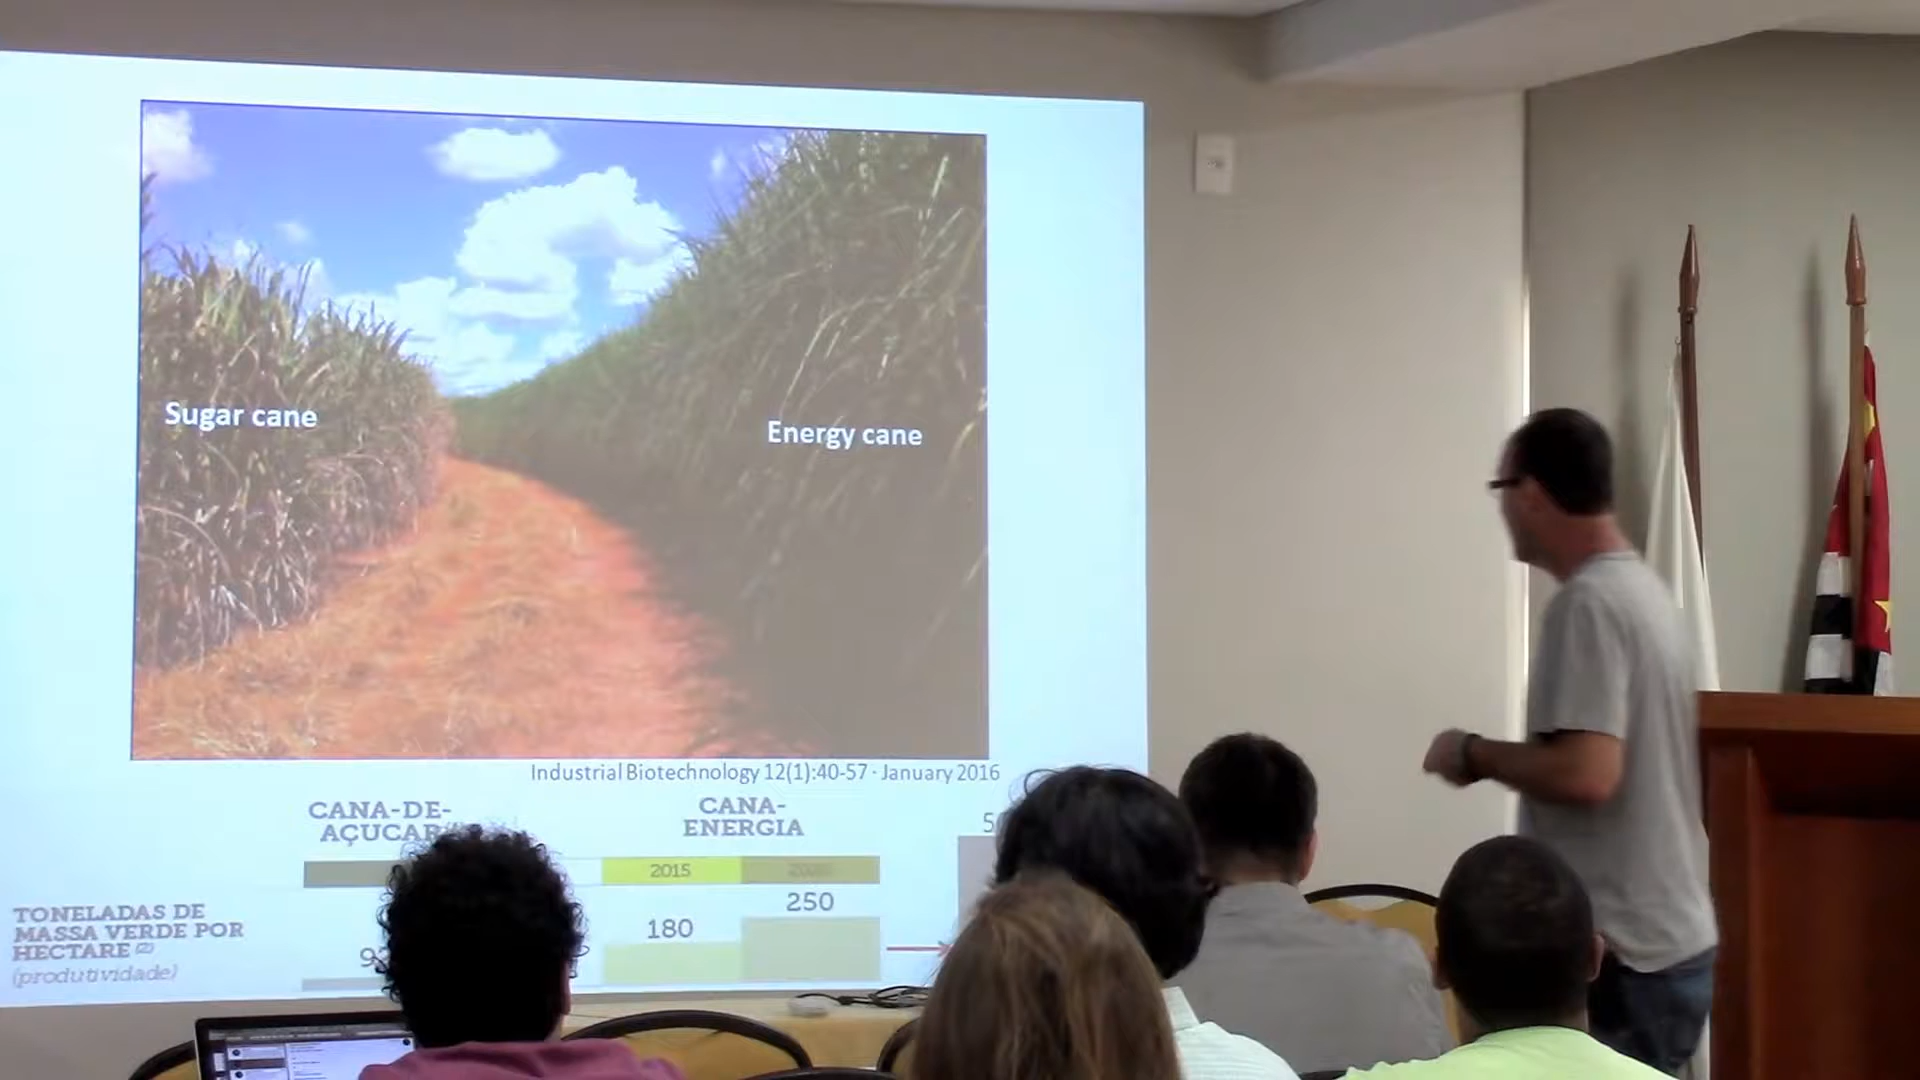 Sugar cane
Energy cane
Industrial Biotechnology 12(1):40-57 · January 2016
CANA-DE-
AÇUCAR
CANA-
ENERGIA
2015
250
180
TONELADAS DE
MASSA VERDE POR
HECTARE (2)
(produtividade)